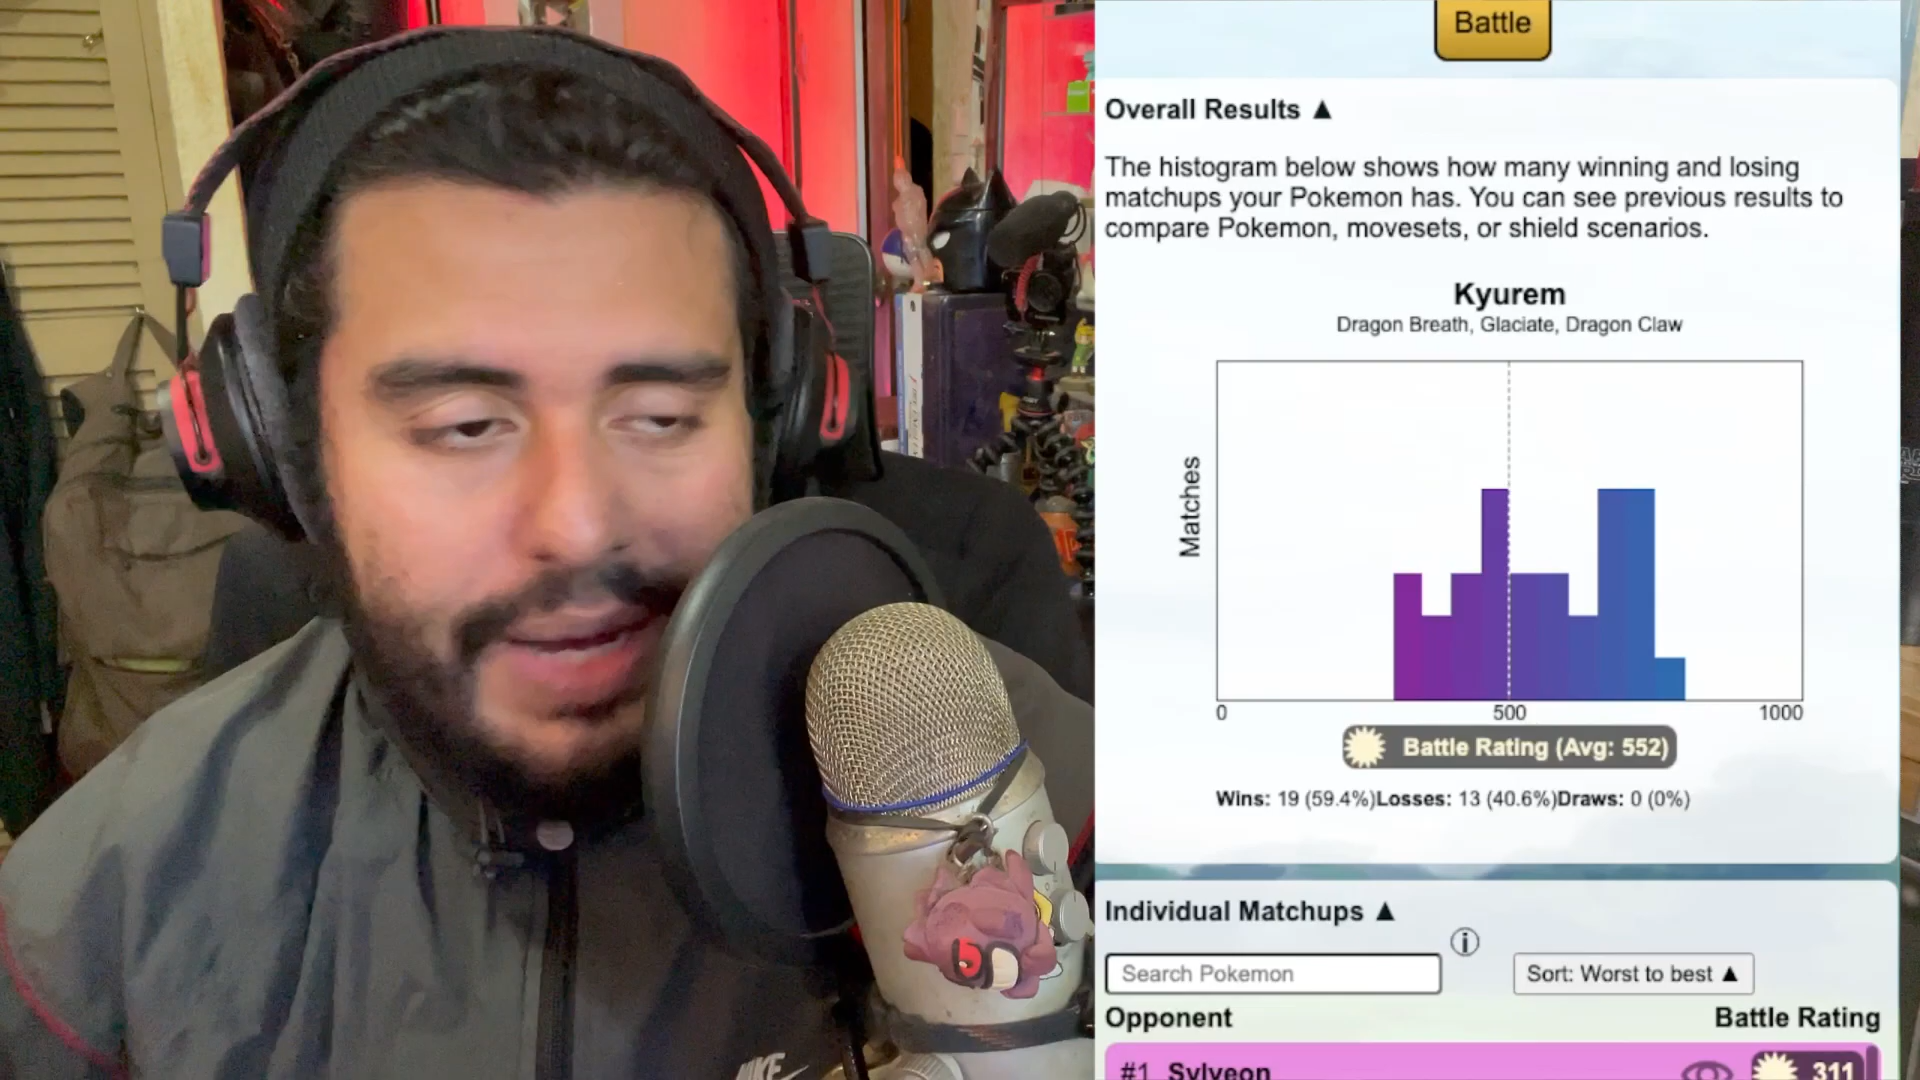 Battle
Overall Results ▲
The histogram below shows how many winning and losing
matchups your Pokemon has. You can see previous results to
compare Pokemon, movesets, or shield scenarios.
Kyurem
Dragon Breath, Glaciate, Dragon Claw
Matches
0 500 1000
Battle Rating (Avg: 552)
Wins: 19 (59.4%)Losses: 13 (40.6%)Draws: 0 (0%)
Individual Matchups ▲
Search Pokemon
Sort: Worst to best ▲
Opponent Battle Rating
#1 Sylveon 311
NIKE